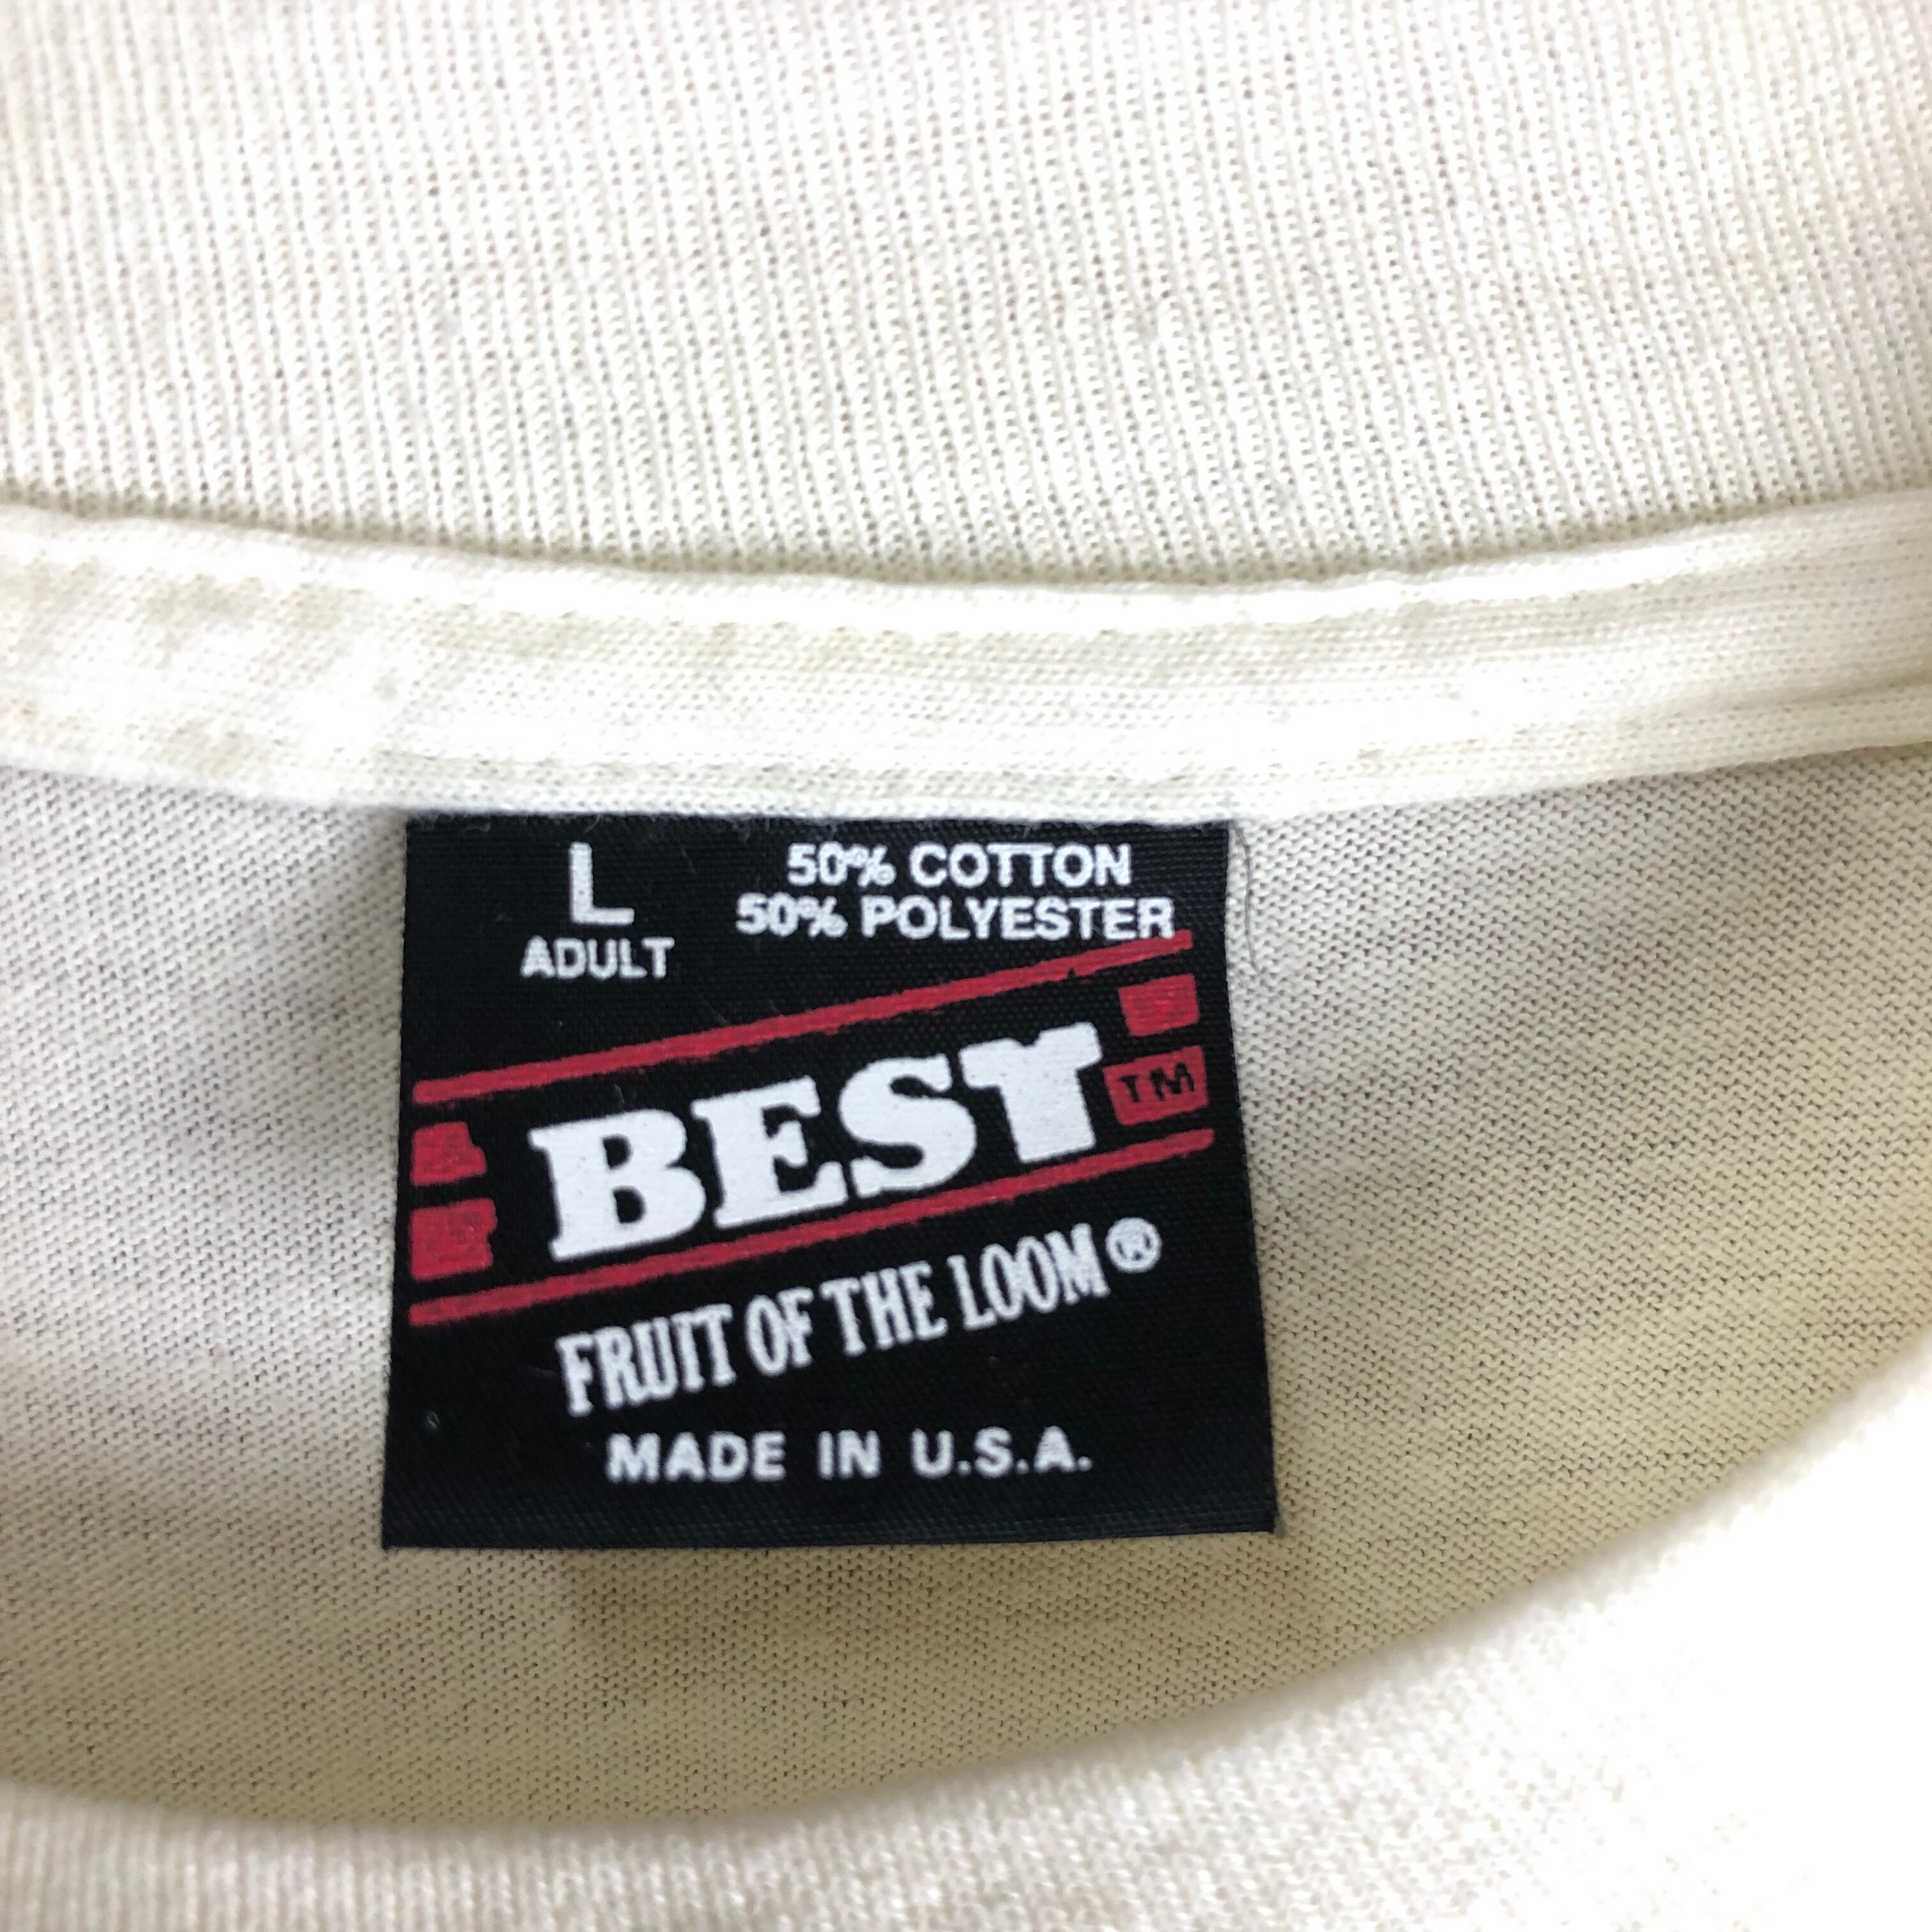 L
ADULT
50% COTTON
50% POLYESTER
BEST
TM
FRUIT OF THE LOOM®
MADE IN U.S.A.